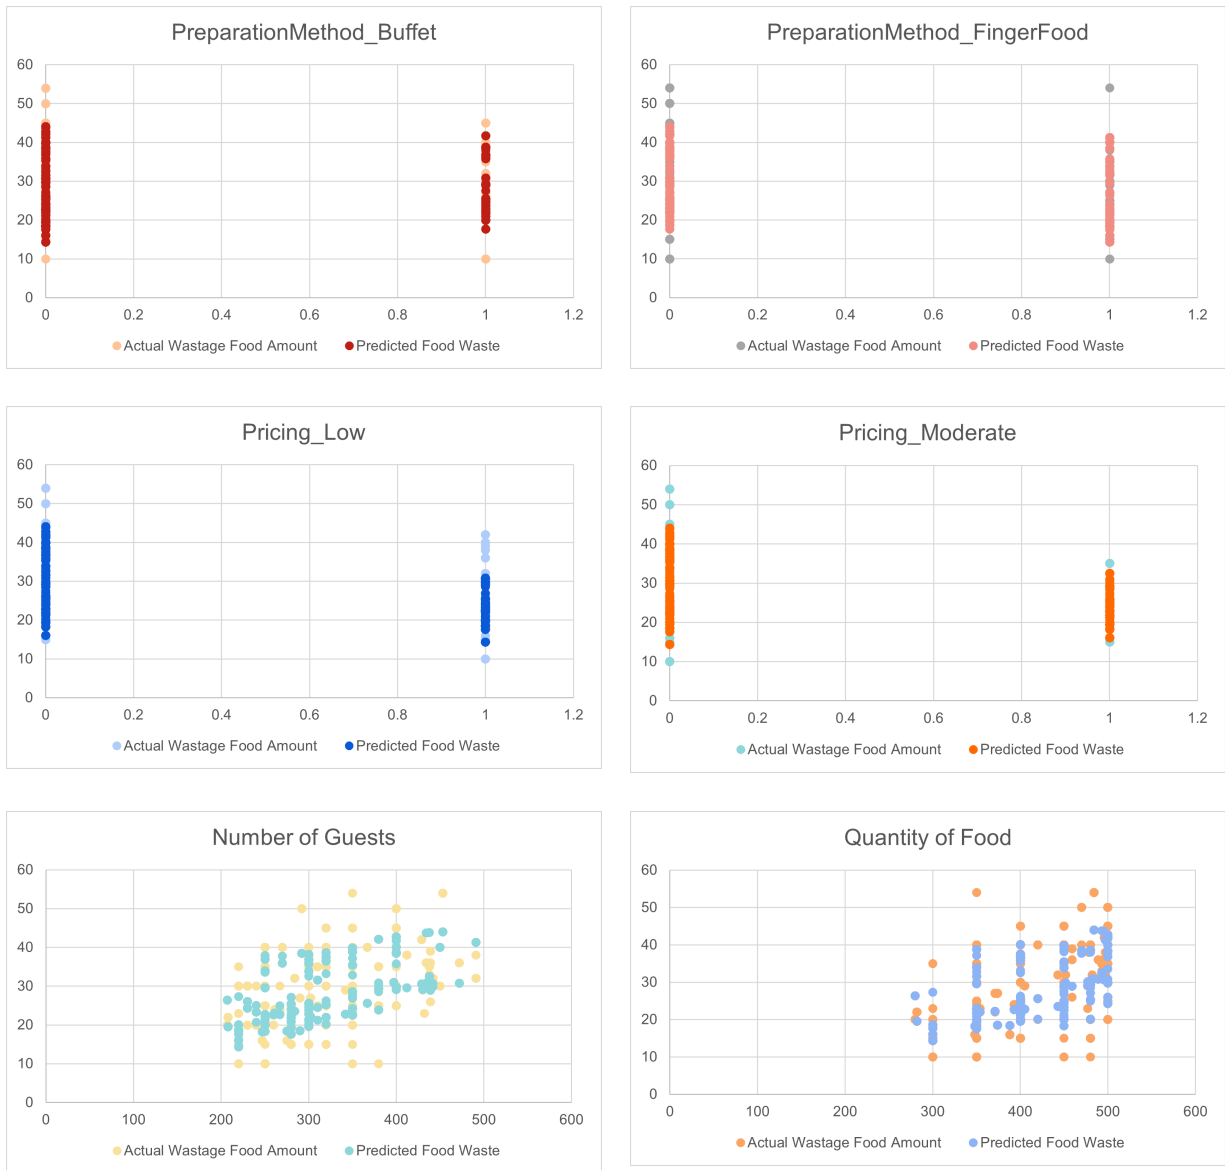 PreparationMethod_Buffet
60
50
40
30
20
10
0
0 0.2 0.4 0.6 0.8 1 1.2
Actual Wastage Food Amount Predicted Food Waste
PreparationMethod_FingerFood
60
50
40
30
20
10
0
0 0.2 0.4 0.6 0.8 1 1.2
Actual Wastage Food Amount Predicted Food Waste
Pricing_Low
60
50
40
30
20
10
0
0 0.2 0.4 0.6 0.8 1 1.2
Actual Wastage Food Amount Predicted Food Waste
Pricing_Moderate
60
50
40
30
20
10
0
0 0.2 0.4 0.6 0.8 1 1.2
Actual Wastage Food Amount Predicted Food Waste
Number of Guests
60
50
40
30
20
10
0
0 100 200 300 400 500 600
Actual Wastage Food Amount Predicted Food Waste
Quantity of Food
60
50
40
30
20
10
0
0 100 200 300 400 500 600
Actual Wastage Food Amount Predicted Food Waste